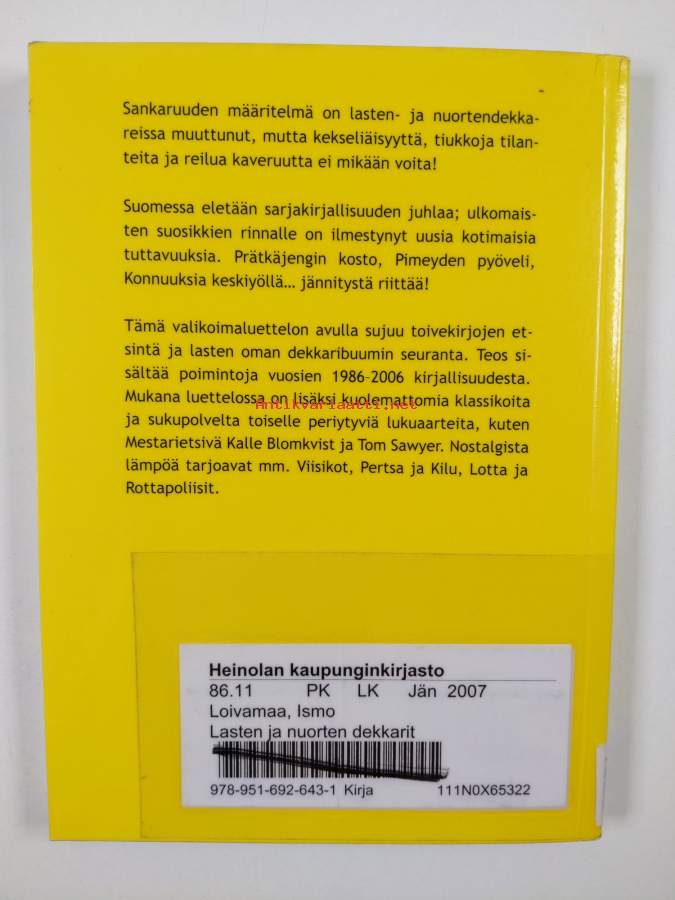 Sankaruuden määritelmä on lasten- ja nuortendekka-
reissa muuttunut, mutta kekseliäisyyttä, tiukkoja tilan-
teita ja reilua kaveruutta ei mikään voita!
Suomessa eletään sarjakirjallisuuden juhlaa; ulkomais-
ten suosikkien rinnalle on ilmestynyt uusia kotimaisia
tuttavuuksia. Prätkäjengin kosto, Pimeyden pyöveli,
Konnuuksia keskiyöllä… jännitystä riittää!
Tämä valikoimaluettelon avulla sujuu toivekirjojen et-
sintä ja lasten oman dekkaribuumin seuranta. Teos si-
sältää poimintoja vuosien 1986–2006 kirjallisuudesta.
Mukana luettelossa on lisäksi kuolemattomia klassikoita
Antikvariaatti.net
ja sukupolvelta toiselle periytyviä lukuaarteita, kuten
Mestarietsivä Kalle Blomkvist ja Tom Sawyer. Nostalgista
lämpöä tarjoavat mm. Viisikot, Pertsa ja Kilu, Lotta ja
Rottapoliisit.
Heinolan kaupunginkirjasto
86.11 PK LK Jän 2007
Loivamaa, Ismo
Lasten ja nuorten dekkarit
978-951-692-643-1 Kirja 111N0X65322